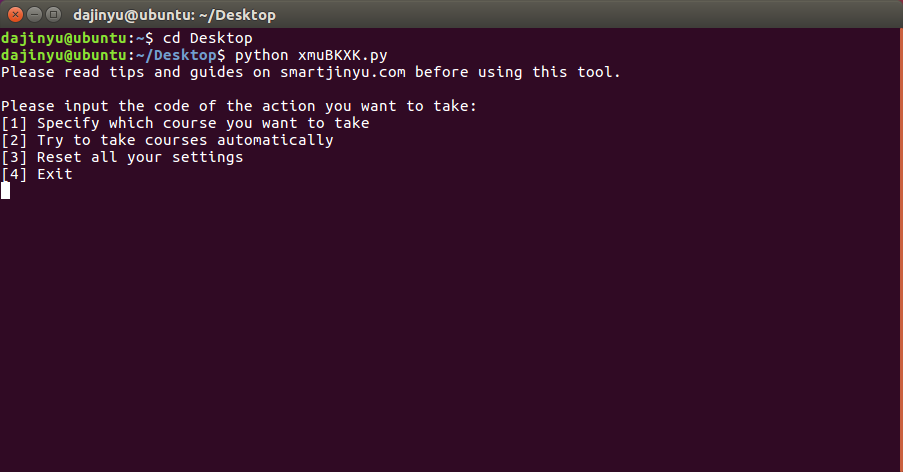 dajinyu@ubuntu: ~/Desktop
dajinyu@ubuntu:~$ cd Desktop
dajinyu@ubuntu:~/Desktop$ python xmuBKXK.py
Please read tips and guides on smartjinyu.com before using this tool.
Please input the code of the action you want to take:
[1] Specify which course you want to take
[2] Try to take courses automatically
[3] Reset all your settings
[4] Exit